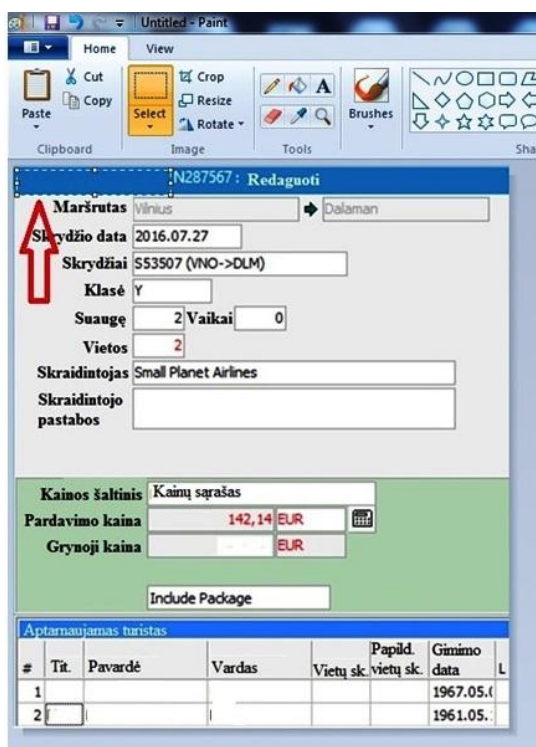 Untitled - Paint
Home View
Cut
Copy
Paste
Clipboard
Select
Crop
Resize
Rotate
Image
Tools
Brushes
Sha
N287567: Redaguoti
Maršrutas Vilnius Dalaman
Skrydžio data 2016.07.27
Skrydžiai S53507 (VNO->DLM)
Klasė Y
Suaugę 2 Vaikai 0
Vietos 2
Skraidintojas Small Planet Airlines
Skraidintojo
pastabos
Kainos šaltinis Kainų sąrašas
Pardavimo kaina 142,14 EUR
Grynoji kaina EUR
Include Package
Aptarnaujamas turistas
# Tit. Pavardė Vardas Vietų sk. Papild. vietų sk. Gimimo data L
1 1967.05.0
2 1961.05.